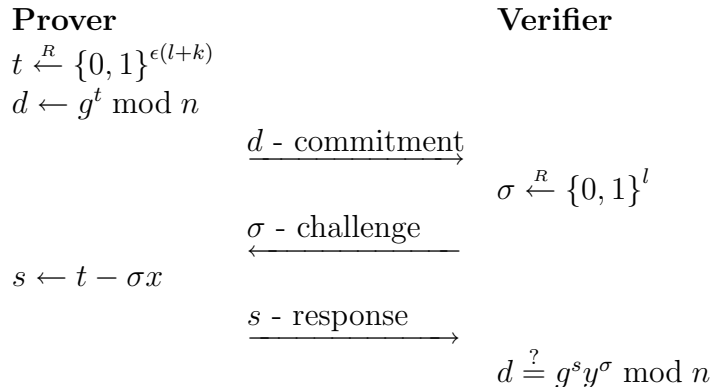 Prover Verifier
t ←R {0, 1}^ϵ(l+k)
d ← g^t mod n
d - commitment
σ ←R {0, 1}^l
σ - challenge
s ← t − σx
s - response
d ≟ g^s y^σ mod n